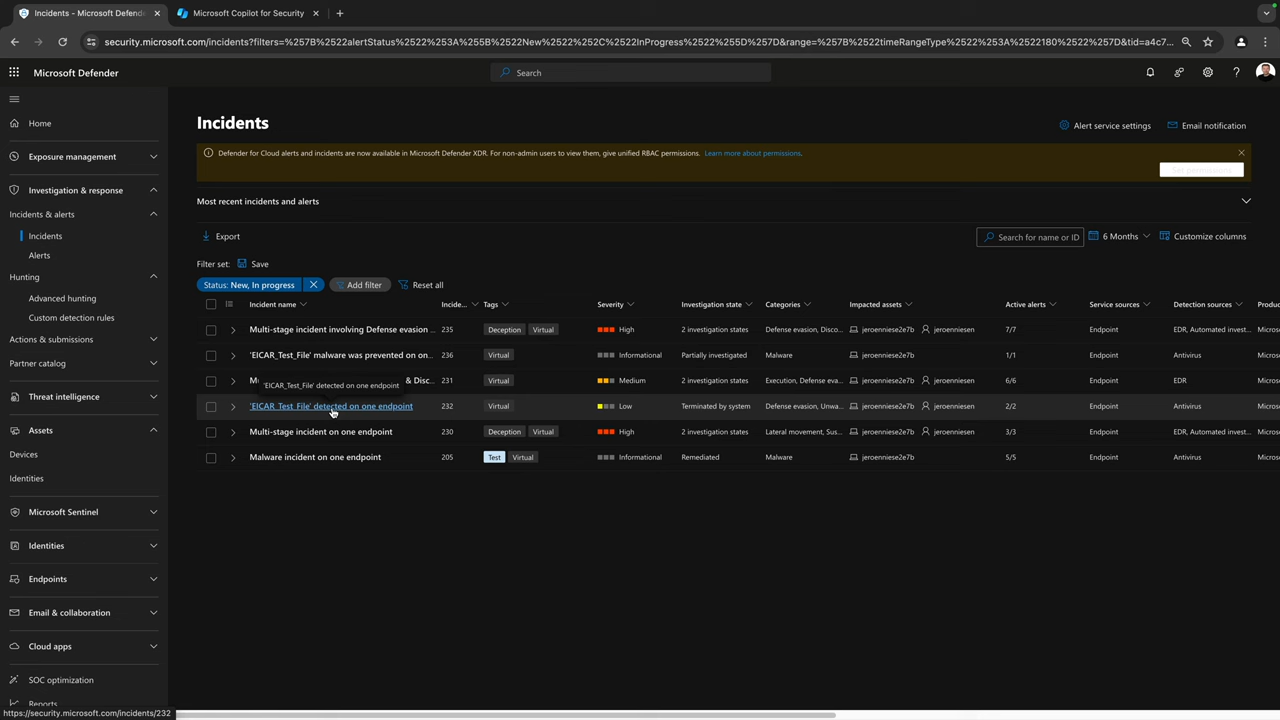 Incidents - Microsoft Defend
Microsoft Copilot for Security
security.microsoft.com/incidents?filters=%257B%2522alertStatus%2522%253A%255B%2522New%2522%252C%2522InProgress%2522%255D%257D&range=%257B%2522timeRangeType%2522%253A%2522180%2522%257D&tid=a4c7...
Microsoft Defender
Search
Home
Exposure management
Investigation & response
Incidents & alerts
Incidents
Alerts
Hunting
Advanced hunting
Custom detection rules
Actions & submissions
Partner catalog
Threat intelligence
Assets
Devices
Identities
Microsoft Sentinel
Identities
Endpoints
Email & collaboration
Cloud apps
SOC optimization
Reports
https://security.microsoft.com/incidents/232
Incidents
Alert service settings
Email notification
Defender for Cloud alerts and incidents are now available in Microsoft Defender XDR. For non-admin users to view them, give unified RBAC permissions. Learn more about permissions.
Set permissions
Most recent incidents and alerts
Export
Search for name or ID
6 Months
Customize columns
Filter set: Save
Status: New, In progress
Add filter
Reset all
Incident name Incide... Tags Severity Investigation state Categories Impacted assets Active alerts Service sources Detection sources Produc
Multi-stage incident involving Defense evasion ... 235 Deception Virtual High 2 investigation states Defense evasion, Disco... jeroenniese2e7b jeroenniesen 7/7 Endpoint EDR, Automated invest... Micros
'EICAR_Test_File' malware was prevented on on... 236 Virtual Informational Partially investigated Malware jeroenniese2e7b jeroenniesen 1/1 Endpoint Antivirus Micros
'EICAR_Test_File' detected on one endpoint
& Disc... 231 Virtual Medium 2 investigation states Execution, Defense eva... jeroenniese2e7b jeroenniesen 6/6 Endpoint EDR Micros
'EICAR_Test_File' detected on one endpoint 232 Virtual Low Terminated by system Defense evasion, Unwa... jeroenniese2e7b jeroenniesen 2/2 Endpoint Antivirus Micros
Multi-stage incident on one endpoint 230 Deception Virtual High 2 investigation states Lateral movement, Sus... jeroenniese2e7b jeroenniesen 3/3 Endpoint EDR, Automated invest... Micros
Malware incident on one endpoint 205 Test Virtual Informational Remediated Malware jeroenniese2e7b 5/5 Endpoint Antivirus Micros